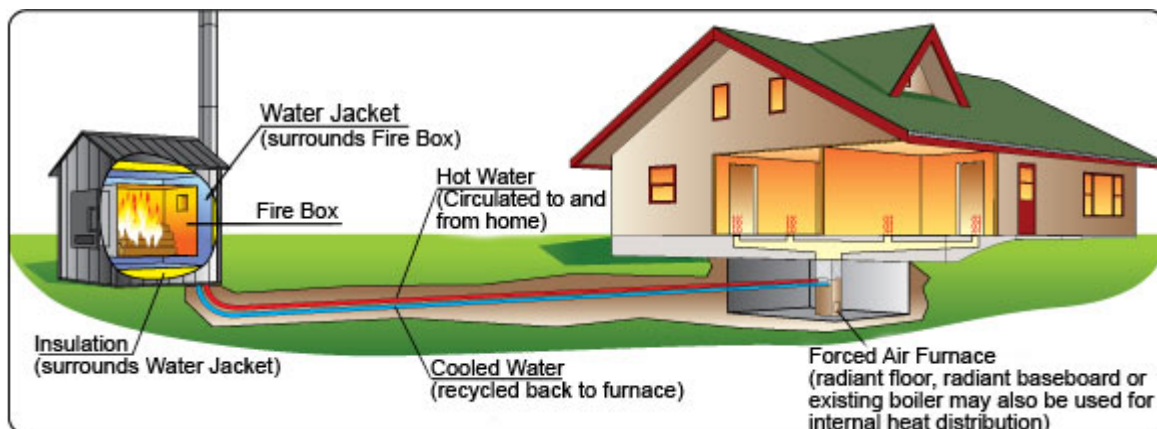 Water Jacket
(surrounds Fire Box)
Hot Water
(Circulated to and
from home)
Fire Box
Insulation
(surrounds Water Jacket)
Cooled Water
(recycled back to furnace)
Forced Air Furnace
(radiant floor, radiant baseboard or
existing boiler may also be used for
internal heat distribution)